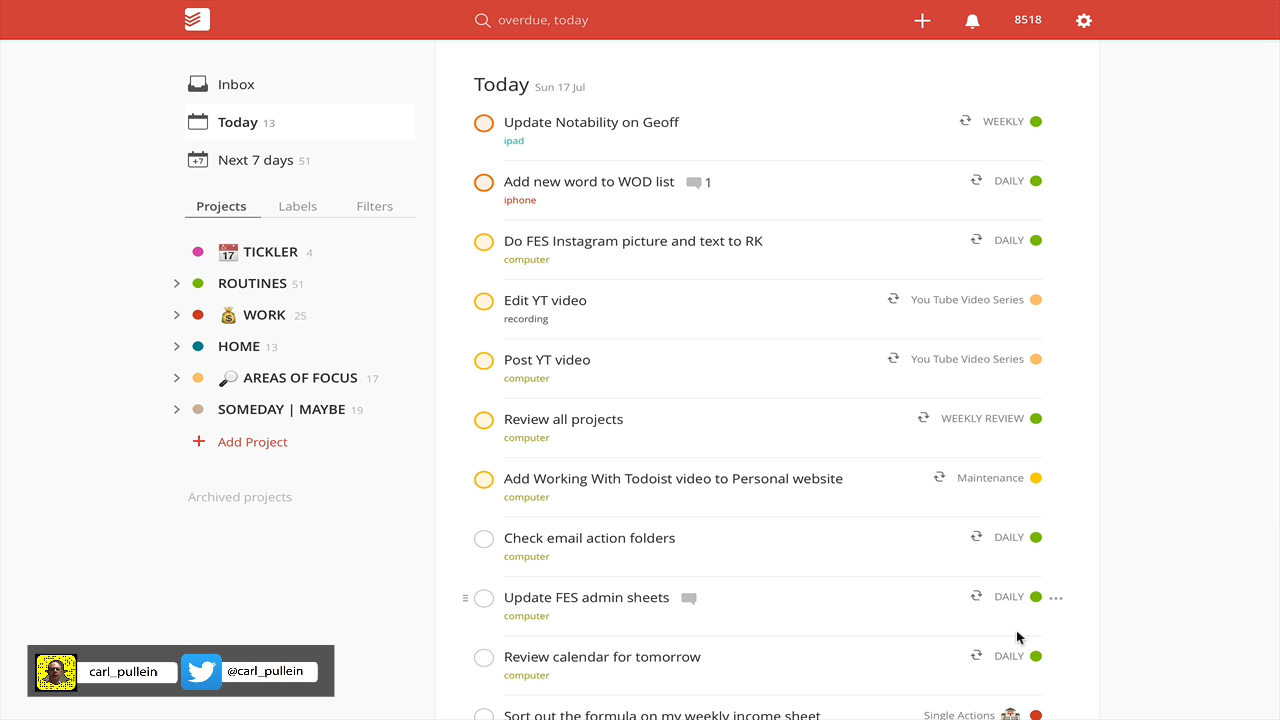 overdue, today
8518
Inbox
Today 13
+7 Next 7 days 51
Projects Labels Filters
17 TICKLER 4
ROUTINES 51
WORK 25
HOME 13
AREAS OF FOCUS 17
SOMEDAY | MAYBE 19
+ Add Project
Archived projects
Today Sun 17 Jul
Update Notability on Geoff WEEKLY
ipad
Add new word to WOD list 1 DAILY
iphone
Do FES Instagram picture and text to RK DAILY
computer
Edit YT video You Tube Video Series
recording
Post YT video You Tube Video Series
computer
Review all projects WEEKLY REVIEW
computer
Add Working With Todoist video to Personal website Maintenance
computer
Check email action folders DAILY
computer
Update FES admin sheets DAILY
computer
Review calendar for tomorrow DAILY
computer
Sort out the formula on my weekly income sheet Single Actions
carl_pullein @carl_pullein